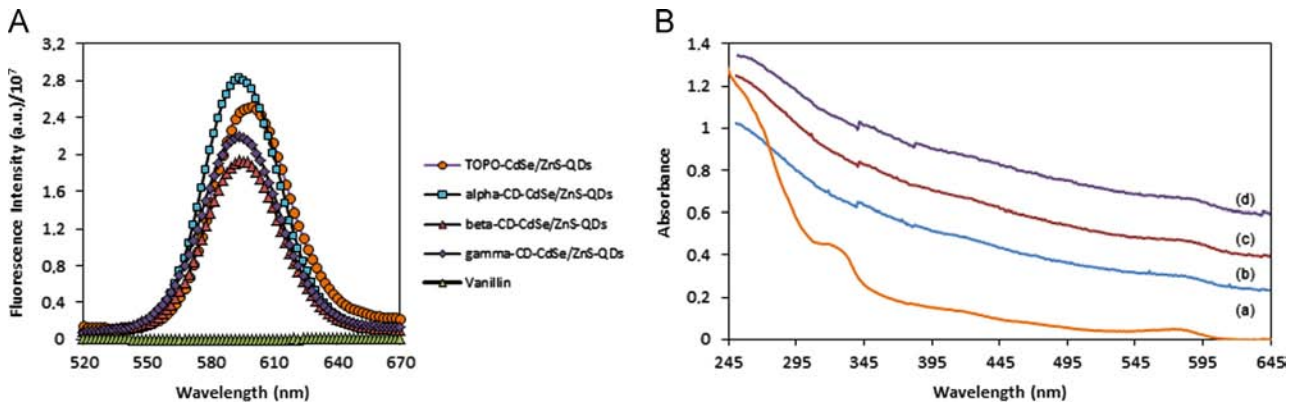 A
Fluorescence Intensity (a.u.)/10⁷
3,2
2.8
2.4
2
1.6
1.2
0.8
0.4
0
520 550 580 610 640 670
Wavelength (nm)
TOPO-CdSe/ZnS-QDs
alpha-CD-CdSe/ZnS-QDs
beta-CD-CdSe/ZnS-QDs
gamma-CD-CdSe/ZnS-QDs
Vanillin
B
Absorbance
1.4
1.2
1
0.8
0.6
0.4
0.2
0
245 295 345 395 445 495 545 595 645
Wavelength (nm)
(d)
(c)
(b)
(a)